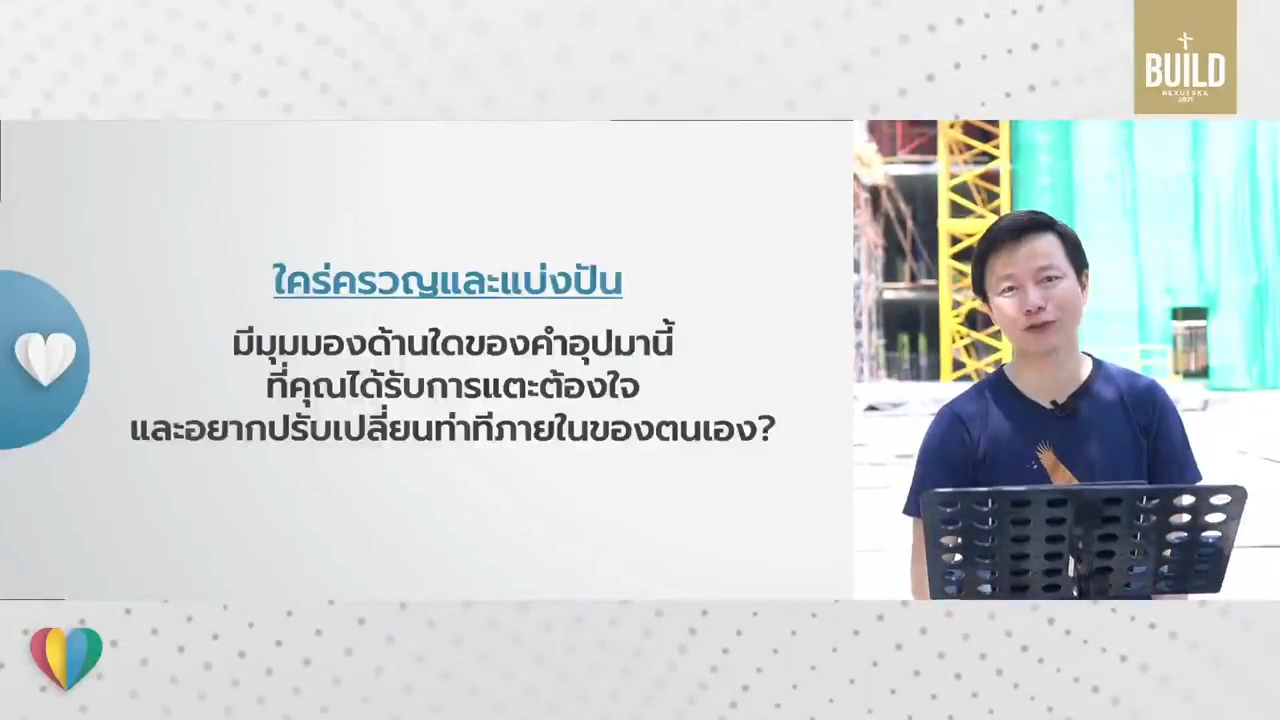 BUILD
2021
ใคร่ครวญและแบ่งปัน
มีมุมมองด้านใดของคำอุปมานี้
ที่คุณได้รับการแตะต้องใจ
และอยากปรับเปลี่ยนท่าทีภายในของตนเอง?